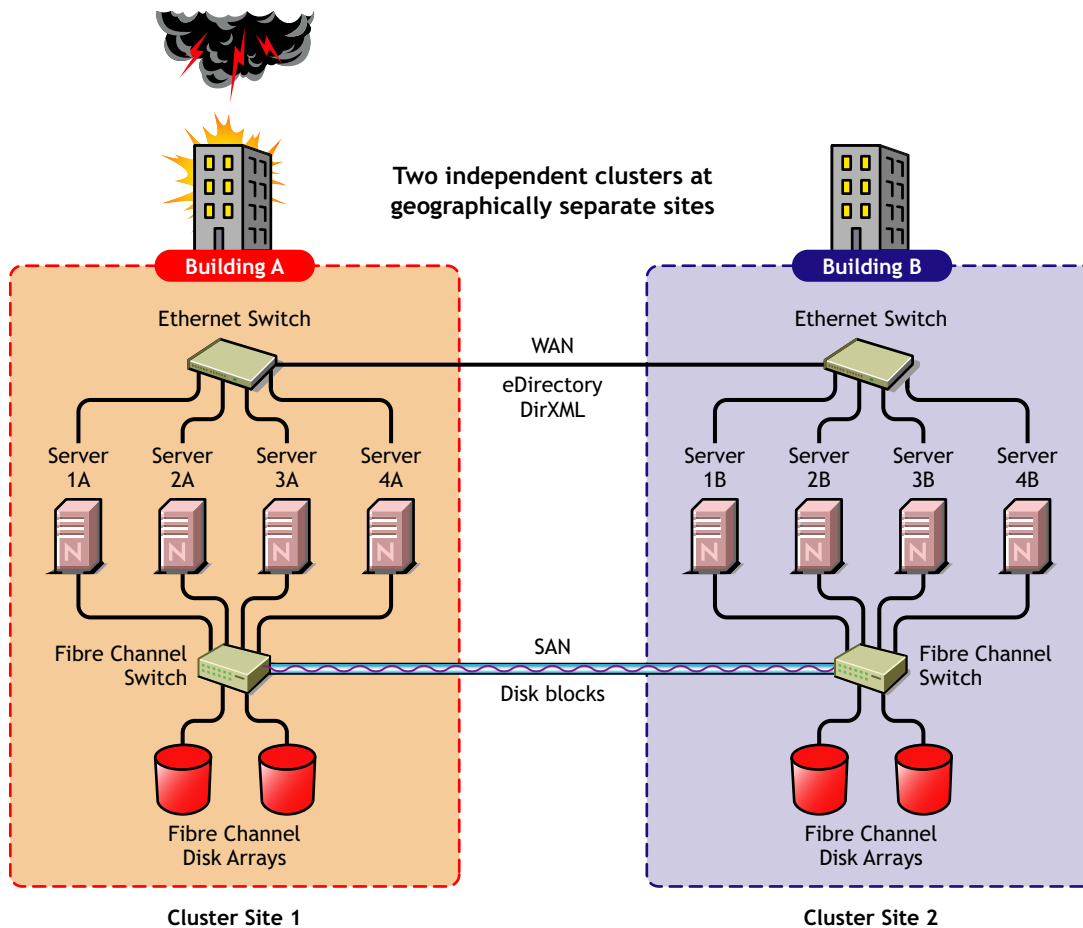 Two independent clusters at
geographically separate sites
Building A
Building B
Ethernet Switch
Ethernet Switch
WAN
eDirectory
DirXML
Server
1A
Server
2A
Server
3A
Server
4A
Server
1B
Server
2B
Server
3B
Server
4B
N
N
N
N
N
N
N
N
Fibre Channel
Switch
SAN
Disk blocks
Fibre Channel
Switch
Fibre Channel
Disk Arrays
Fibre Channel
Disk Arrays
Cluster Site 1
Cluster Site 2